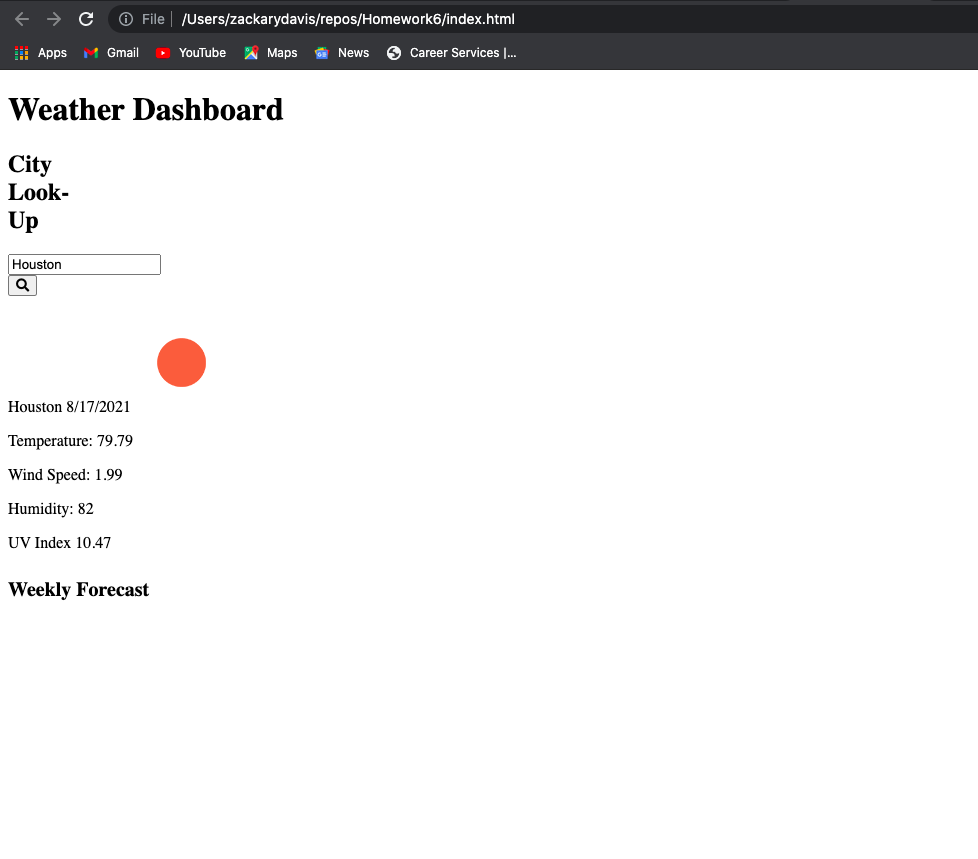 File /Users/zackarydavis/repos/Homework6/index.html
Apps Gmail YouTube Maps News Career Services |...
Weather Dashboard
City
Look-
Up
Houston
Houston 8/17/2021
Temperature: 79.79
Wind Speed: 1.99
Humidity: 82
UV Index 10.47
Weekly Forecast